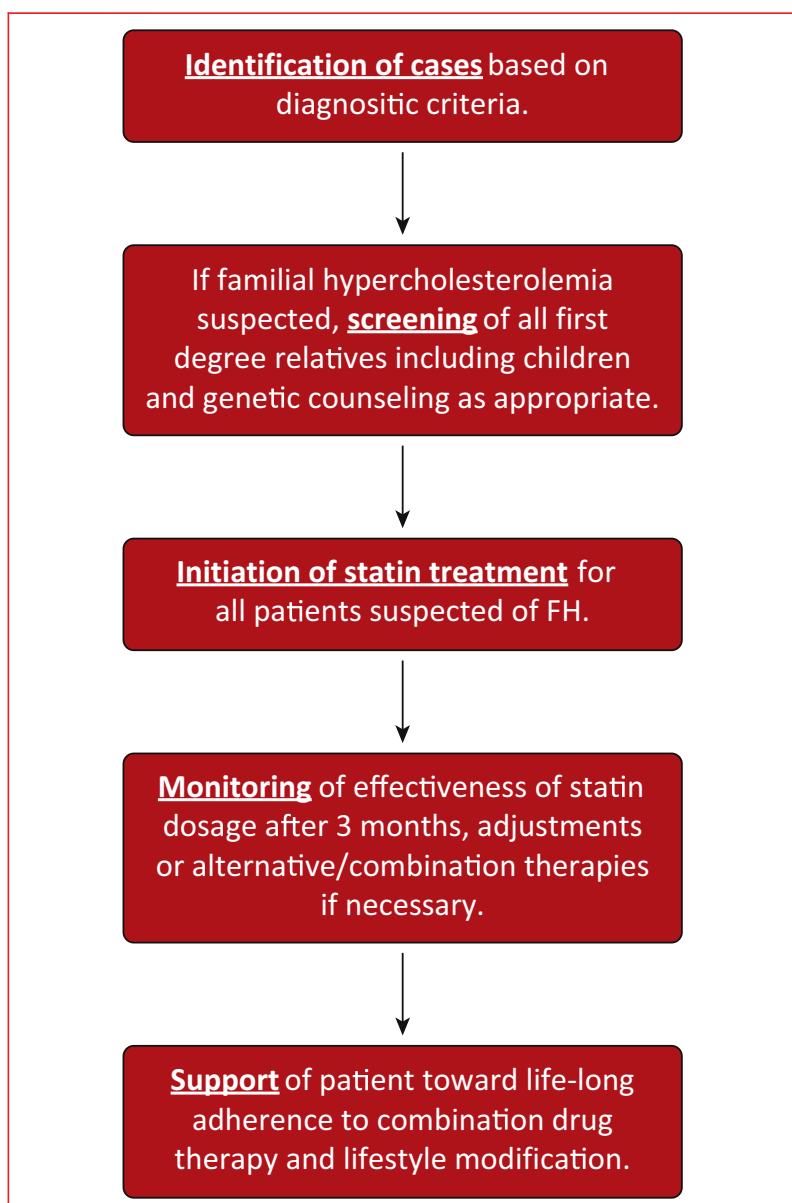 Identification of cases based on
diagnositic criteria.
If familial hypercholesterolemia
suspected, screening of all first
degree relatives including children
and genetic counseling as appropriate.
Initiation of statin treatment for
all patients suspected of FH.
Monitoring of effectiveness of statin
dosage after 3 months, adjustments
or alternative/combination therapies
if necessary.
Support of patient toward life-long
adherence to combination drug
therapy and lifestyle modification.